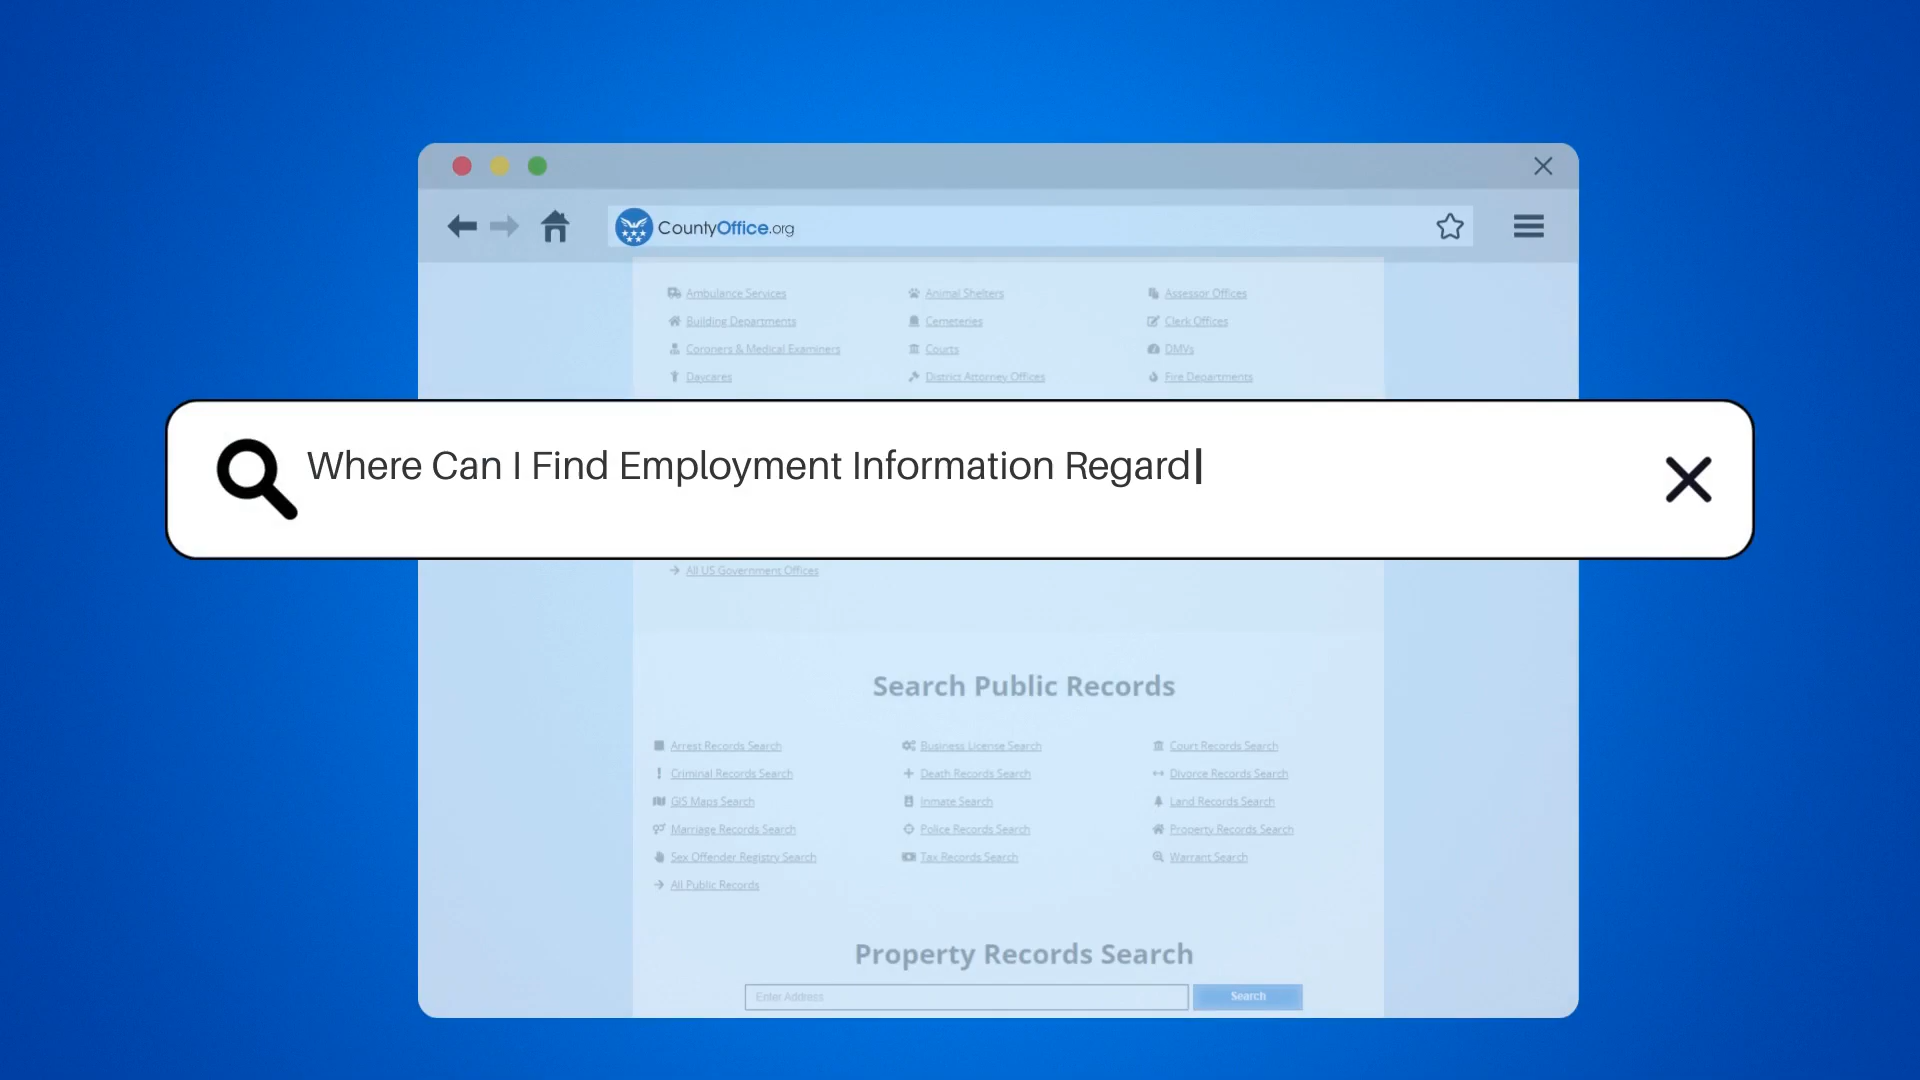 CountyOffice.org
Ambulance Services Animal Shelters Assessor Offices
Building Departments Cemeteries Clerk Offices
Coroners & Medical Examiners Courts DMVs
Daycares District Attorney Offices Fire Departments
Where Can I Find Employment Information Regard
All US Government Offices
Search Public Records
Arrest Records Search Business License Search Court Records Search
Criminal Records Search Death Records Search Divorce Records Search
GIS Maps Search Inmate Search Land Records Search
Marriage Records Search Police Records Search Property Records Search
Sex Offender Registry Search Tax Records Search Warrant Search
All Public Records
Property Records Search
Enter Address Search